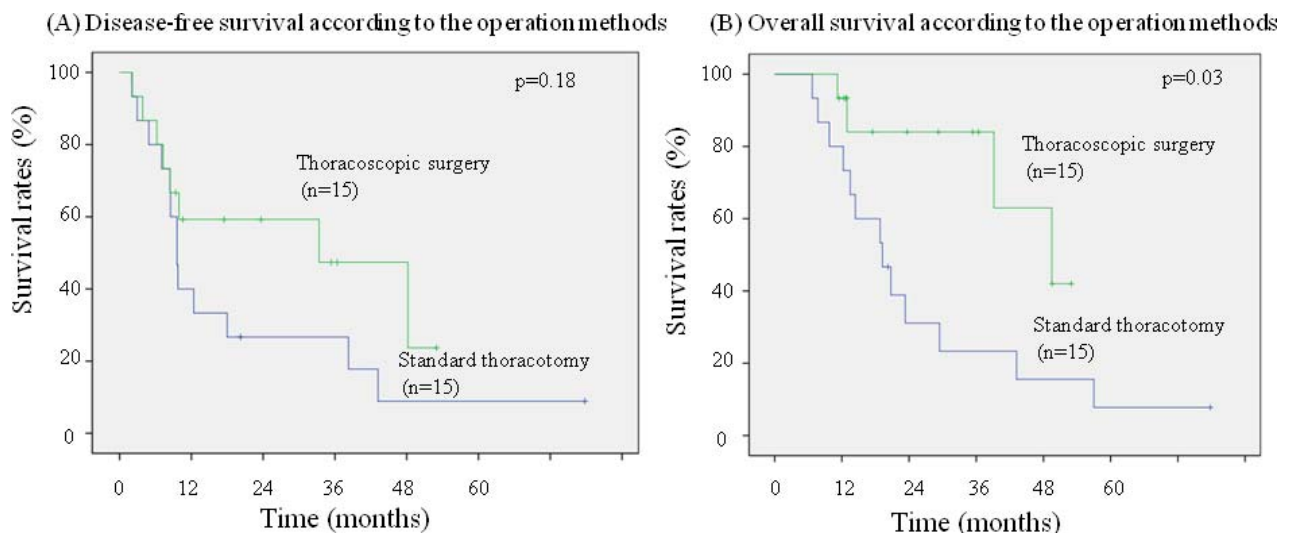 (A) Disease-free survival according to the operation methods
100
80
60
40
20
0
Survival rates (%)
p=0.18
Thoracoscopic surgery
(n=15)
Standard thoracotomy
(n=15)
0 12 24 36 48 60
Time (months)
(B) Overall survival according to the operation methods
100
80
60
40
20
0
Survival rates (%)
p=0.03
Thoracoscopic surgery
(n=15)
Standard thoracotomy
(n=15)
0 12 24 36 48 60
Time (months)